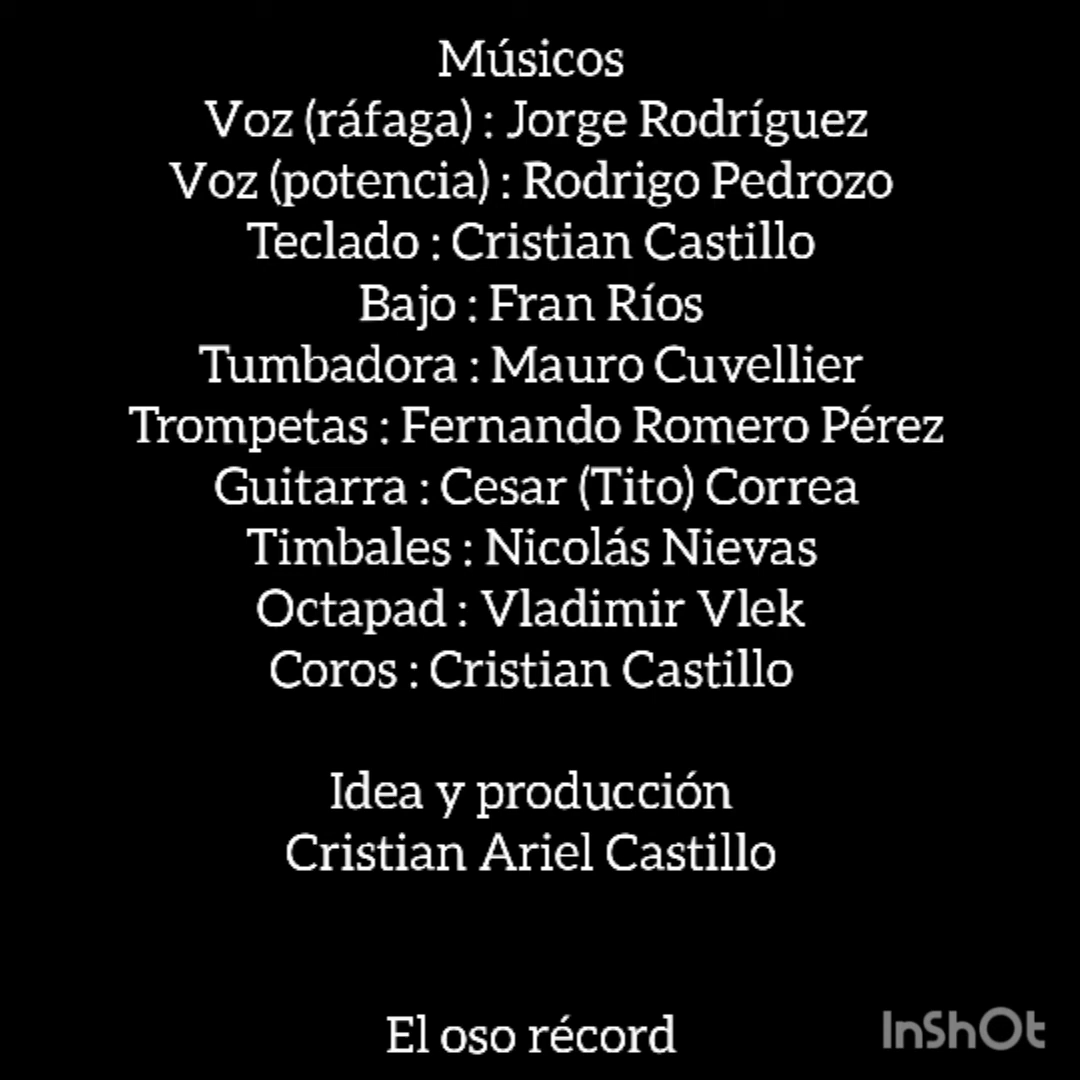 Músicos
Voz (ráfaga) : Jorge Rodríguez
Voz (potencia) : Rodrigo Pedrozo
Teclado : Cristian Castillo
Bajo : Fran Ríos
Tumbadora : Mauro Cuvellier
Trompetas : Fernando Romero Pérez
Guitarra : Cesar (Tito) Correa
Timbales : Nicolás Nievas
Octapad : Vladimir Vlek
Coros : Cristian Castillo
Idea y producción
Cristian Ariel Castillo
El oso récord
InShOt